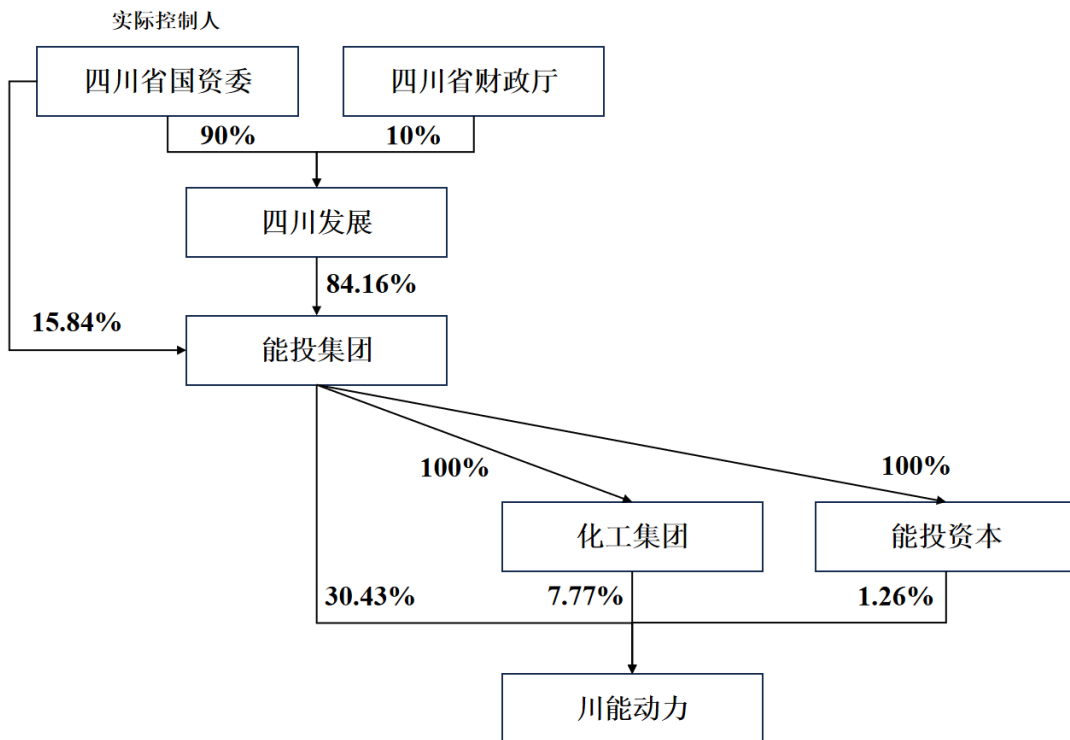 实际控制人
四川省国资委
四川省财政厅
90%
10%
四川发展
84.16%
15.84%
能投集团
100%
100%
化工集团
能投资本
30.43%
7.77%
1.26%
川能动力